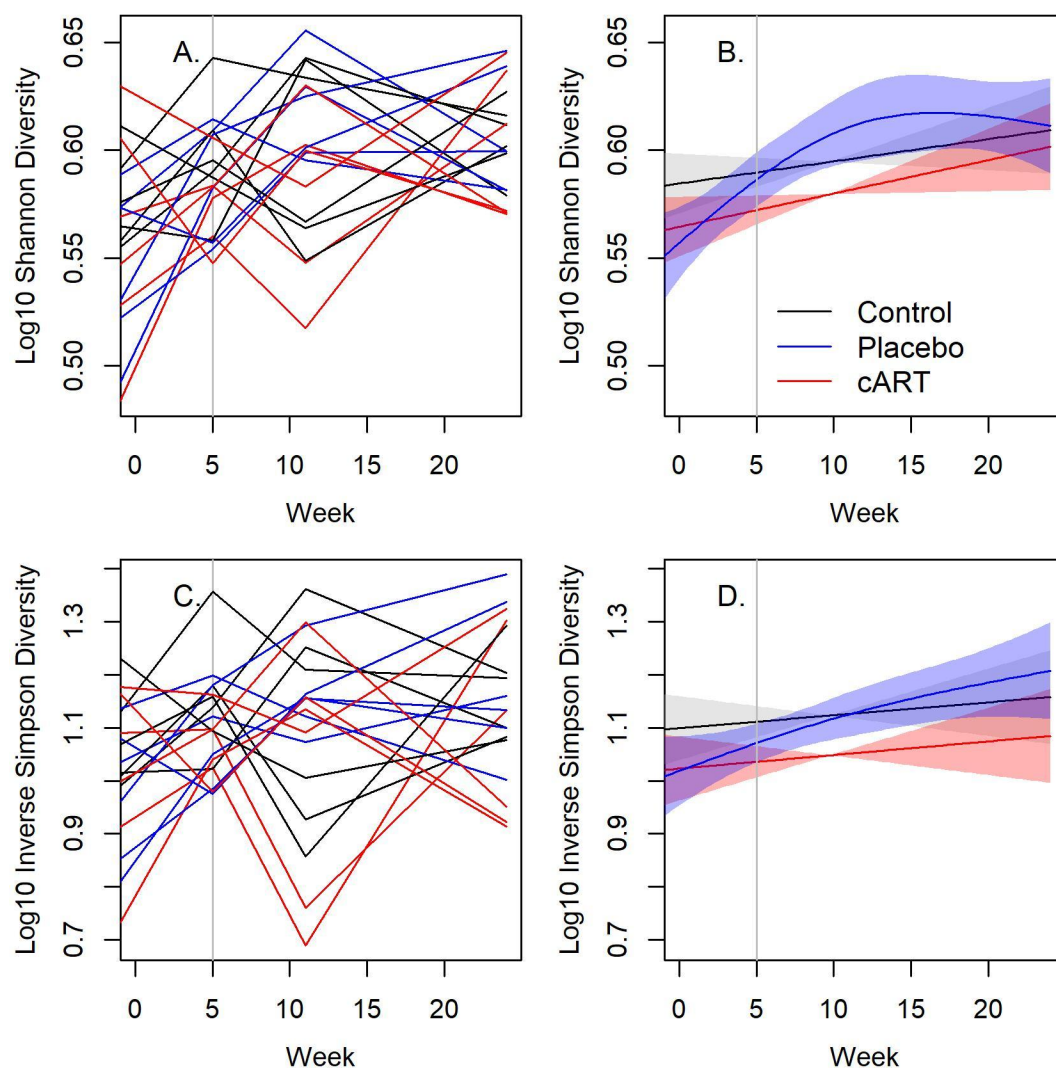 A.
Log10 Shannon Diversity
0.50 0.55 0.60 0.65
0 5 10 15 20
Week
B.
Log10 Shannon Diversity
0.50 0.55 0.60 0.65
Control
Placebo
cART
0 5 10 15 20
Week
C.
Log10 Inverse Simpson Diversity
0.7 0.9 1.1 1.3
0 5 10 15 20
Week
D.
Log10 Inverse Simpson Diversity
0.7 0.9 1.1 1.3
0 5 10 15 20
Week